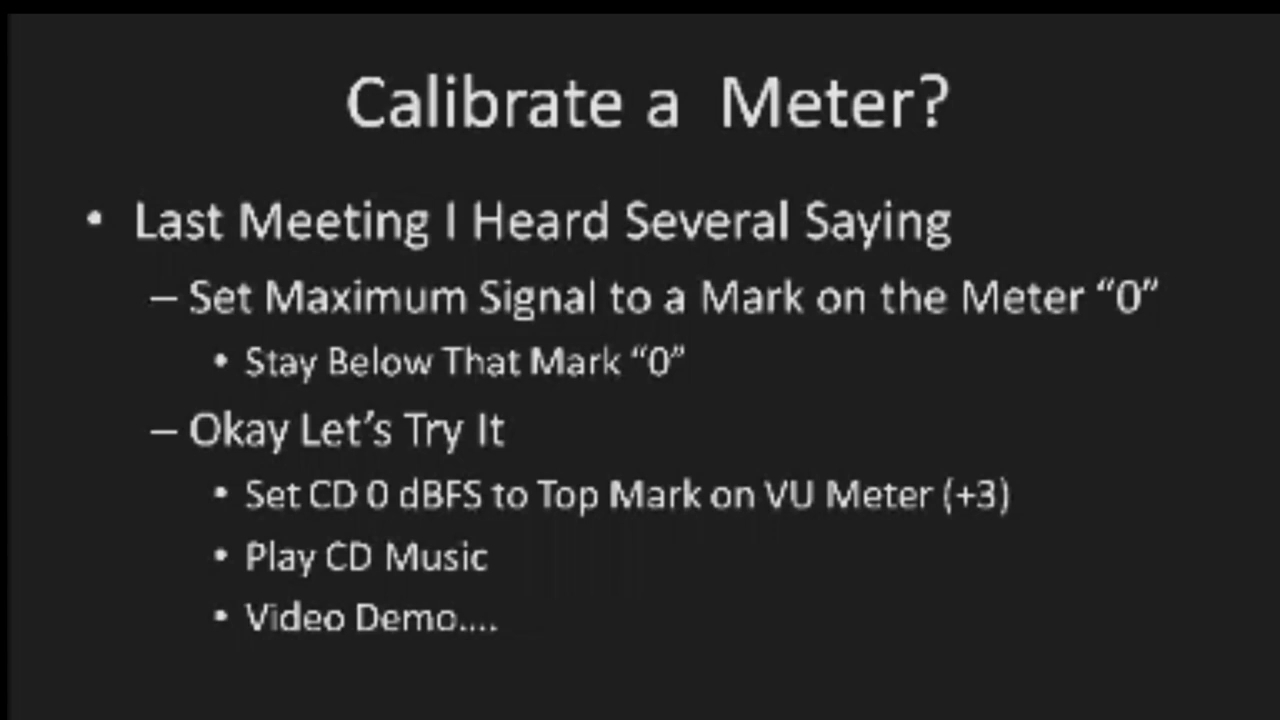 Calibrate a Meter?
• Last Meeting I Heard Several Saying
– Set Maximum Signal to a Mark on the Meter “0”
• Stay Below That Mark “0”
– Okay Let’s Try It
• Set CD 0 dBFS to Top Mark on VU Meter (+3)
• Play CD Music
• Video Demo....